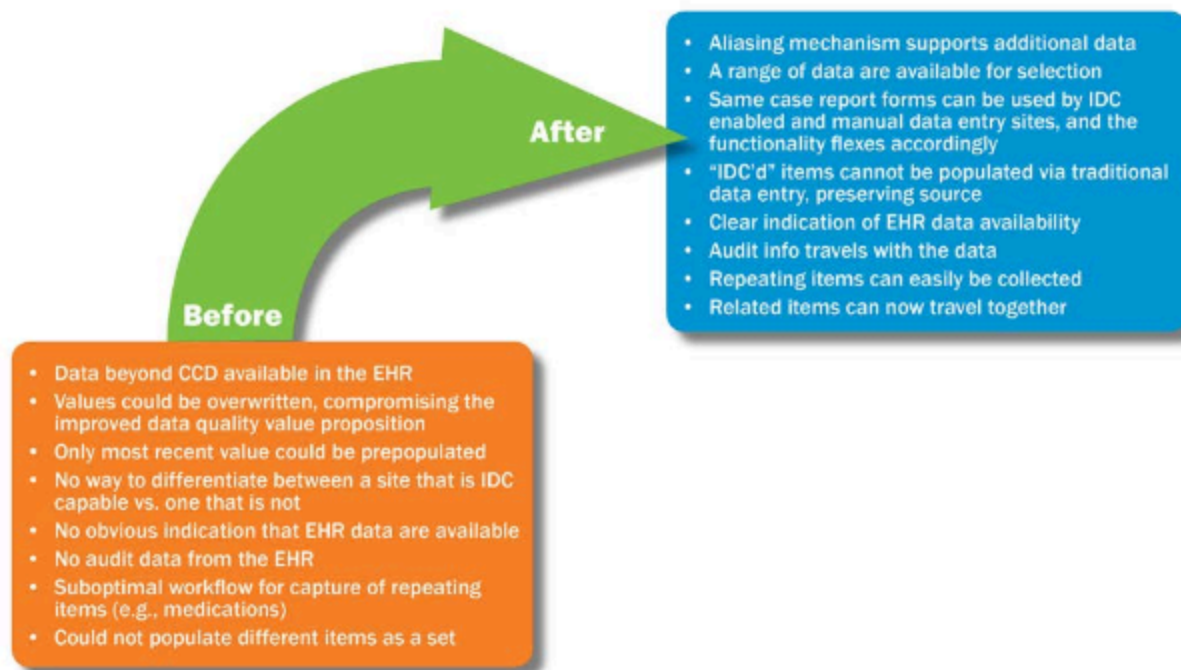 Before
• Data beyond CCD available in the EHR
• Values could be overwritten, compromising the
improved data quality value proposition
• Only most recent value could be prepopulated
• No way to differentiate between a site that is IDC
capable vs. one that is not
• No obvious indication that EHR data are available
• No audit data from the EHR
• Suboptimal workflow for capture of repeating
items (e.g., medications)
• Could not populate different items as a set
After
• Aliasing mechanism supports additional data
• A range of data are available for selection
• Same case report forms can be used by IDC
enabled and manual data entry sites, and the
functionality flexes accordingly
• “IDC’d” items cannot be populated via traditional
data entry, preserving source
• Clear indication of EHR data availability
• Audit info travels with the data
• Repeating items can easily be collected
• Related items can now travel together